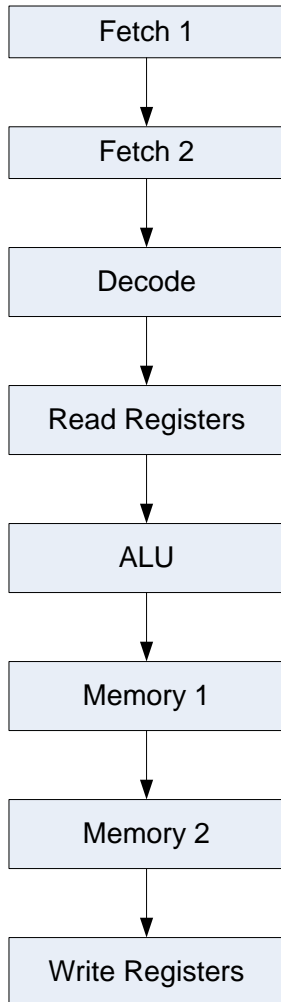 Fetch 1
Fetch 2
Decode
Read Registers
ALU
Memory 1
Memory 2
Write Registers